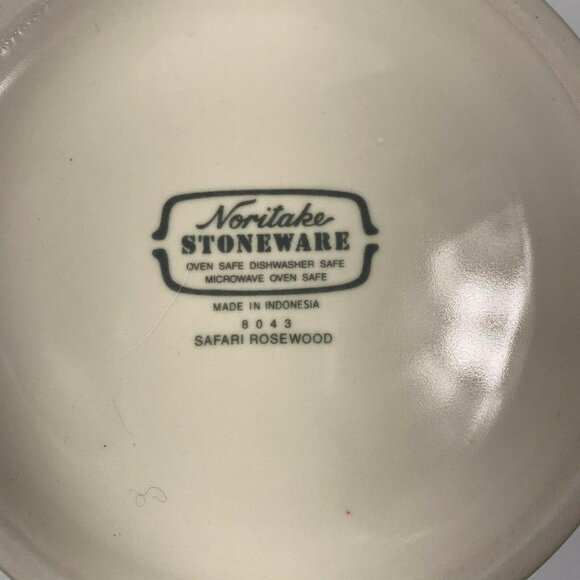 Noritake
STONEWARE
OVEN SAFE DISHWASHER SAFE
MICROWAVE OVEN SAFE
MADE IN INDONESIA
8043
SAFARI ROSEWOOD